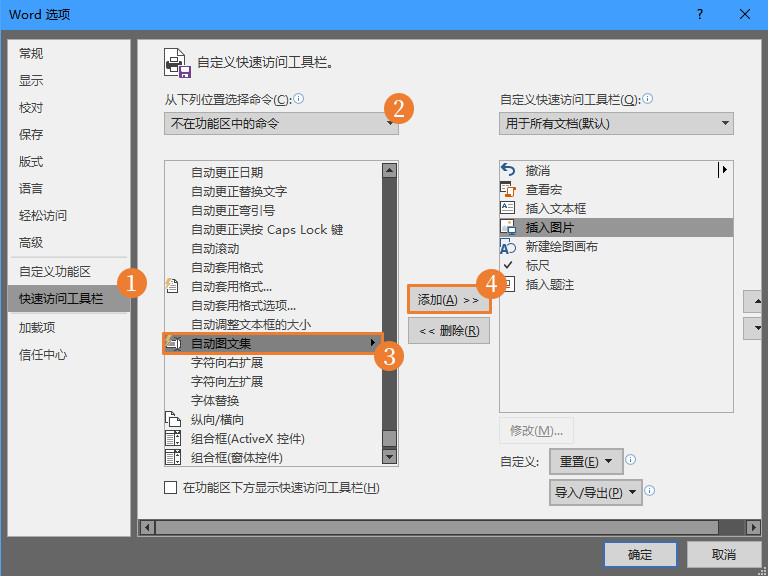 Word 选项
?
常规
显示
校对
保存
版式
语言
轻松访问
高级
自定义功能区
快速访问工具栏
加载项
信任中心
1
自定义快速访问工具栏。
从下列位置选择命令(C):
2
不在功能区中的命令
自动更正日期
自动更正替换文字
自动更正弯引号
自动更正误按 Caps Lock 键
自动滚动
自动套用格式
自动套用格式...
自动套用格式选项...
自动调整文本框的大小
自动图文集
3
字符向右扩展
字符向左扩展
字体替换
纵向/横向
组合框(ActiveX 控件)
组合框(窗体控件)
在功能区下方显示快速访问工具栏(H)
添加(A) >>
4
<< 删除(R)
自定义快速访问工具栏(Q):
用于所有文档(默认)
撤消
查看宏
插入文本框
插入图片
新建绘图画布
标尺
插入题注
修改(M)...
自定义:
重置(E)
导入/导出(P)
确定
取消